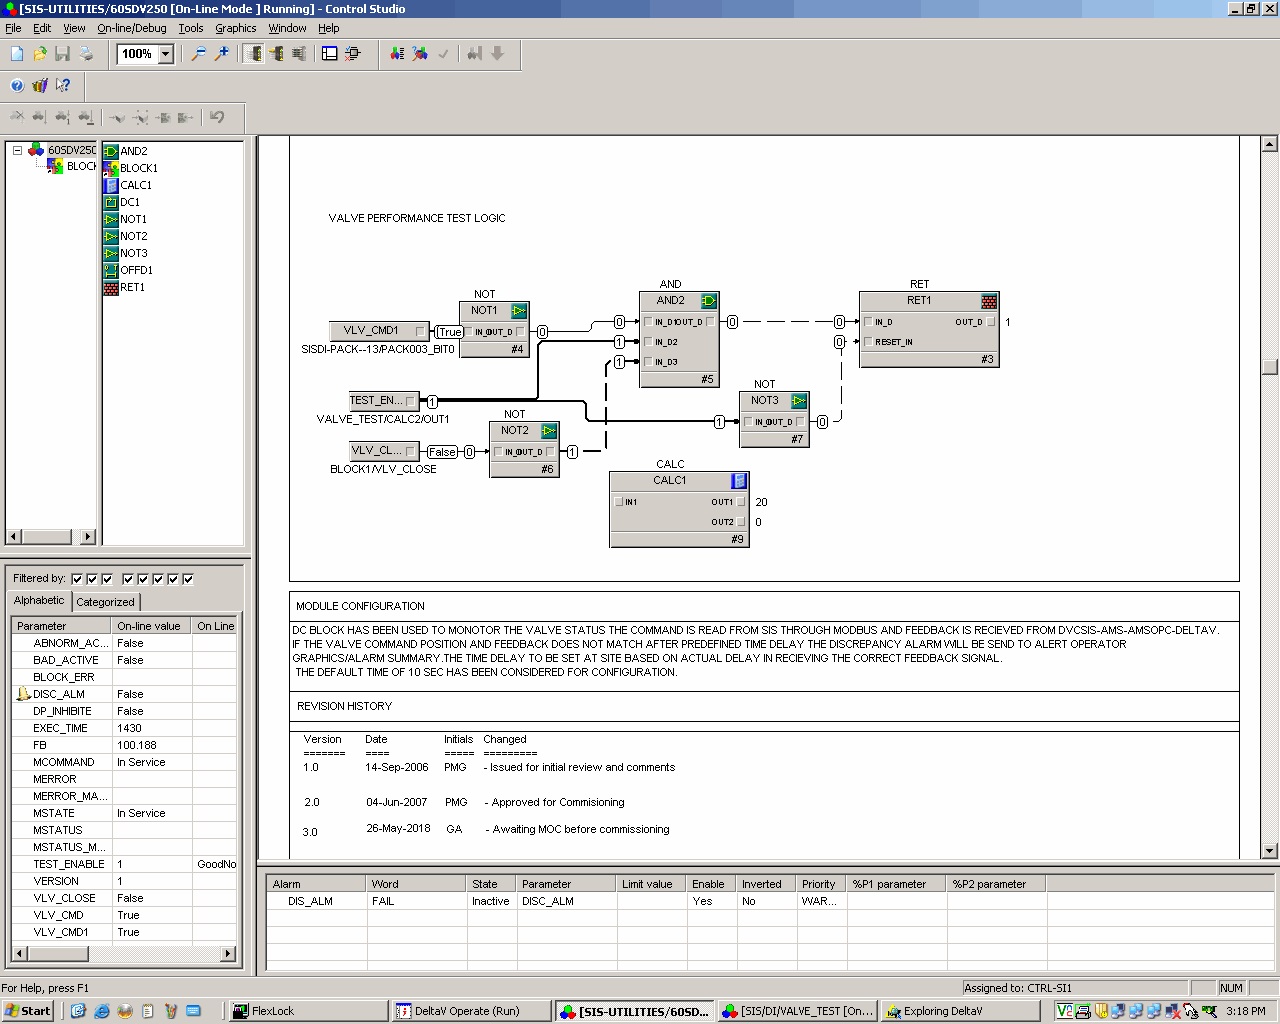 [SIS-UTILITIES/60SDV250 [On-Line Mode ] Running] - Control Studio
File Edit View On-line/Debug Tools Graphics Window Help
100%
60SDV250
BLOCK
AND2
BLOCK1
CALC1
DC1
NOT1
NOT2
NOT3
OFFD1
RET1
VALVE PERFORMANCE TEST LOGIC
NOT
NOT1
VLV_CMD1 True IN_D OUT_D 0
SISDI-PACK--13/PACK003_BIT0
#4
AND
AND2
0 IN_D1 OUT_D 0
1 IN_D2
1 IN_D3
#5
RET
RET1
0 IN_D OUT_D 1
0 RESET_IN
#3
TEST_EN... 1
VALVE_TEST/CALC2/OUT1
NOT
NOT3
1 IN_D OUT_D 0
#7
NOT
NOT2
VLV_CL... False 0 IN_D OUT_D 1
BLOCK1/VLV_CLOSE
#6
CALC
CALC1
IN1 OUT1 20
OUT2 0
#9
MODULE CONFIGURATION
DC BLOCK HAS BEEN USED TO MONOTOR THE VALVE STATUS THE COMMAND IS READ FROM SIS THROUGH MODBUS AND FEEDBACK IS RECIEVED FROM DVCSIS-AMS-AMSOPC-DELTAV.
IF THE VALVE COMMAND POSITION AND FEEDBACK DOES NOT MATCH AFTER PREDEFINED TIME DELAY THE DISCREPANCY ALARM WILL BE SEND TO ALERT OPERATOR
GRAPHICS/ALARM SUMMARY.THE TIME DELAY TO BE SET AT SITE BASED ON ACTUAL DELAY IN RECIEVING THE CORRECT FEEDBACK SIGNAL.
THE DEFAULT TIME OF 10 SEC HAS BEEN CONSIDERED FOR CONFIGURATION.
REVISION HISTORY
Version Date Initials Changed
======= ==== ===== =========
1.0 14-Sep-2006 PMG - Issued for initial review and comments
2.0 04-Jun-2007 PMG - Approved for Commisioning
3.0 26-May-2018 GA - Awaiting MOC before commissioning
Filtered by:
Alphabetic Categorized
Parameter On-line value On Line
ABNORM_AC... False
BAD_ACTIVE False
BLOCK_ERR
DISC_ALM False
DP_INHIBITE False
EXEC_TIME 1430
FB 100.188
MCOMMAND In Service
MERROR
MERROR_MA...
MSTATE In Service
MSTATUS
MSTATUS_M...
TEST_ENABLE 1 GoodNo
VERSION 1
VLV_CLOSE False
VLV_CMD True
VLV_CMD1 True
Alarm Word State Parameter Limit value Enable Inverted Priority %P1 parameter %P2 parameter
DIS_ALM FAIL Inactive DISC_ALM Yes No WAR...
For Help, press F1 Assigned to: CTRL-SI1 NUM
Start FlexLock DeltaV Operate (Run) [SIS-UTILITIES/60SD... [SIS/DI/VALVE_TEST [On... Exploring DeltaV 3:18 PM